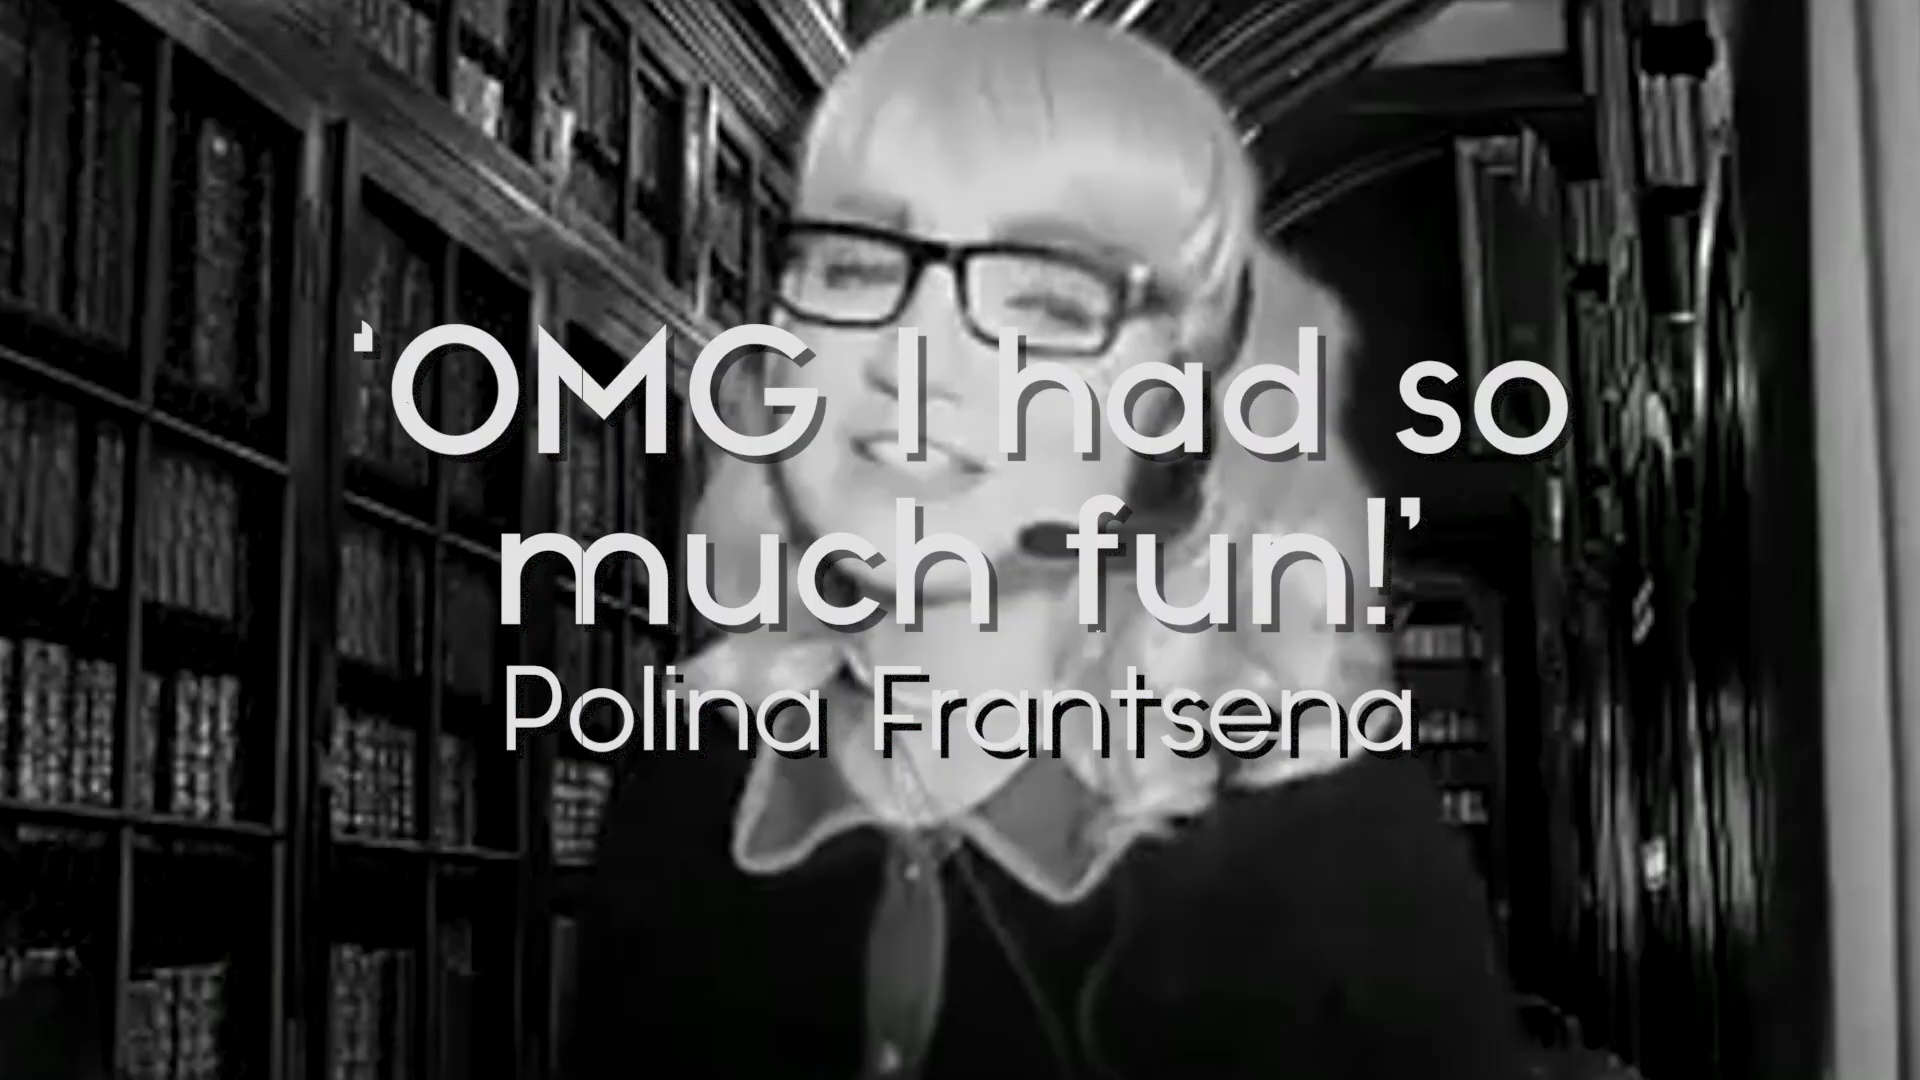 ‘OMG I had so
much fun!’
Polina Frantsena